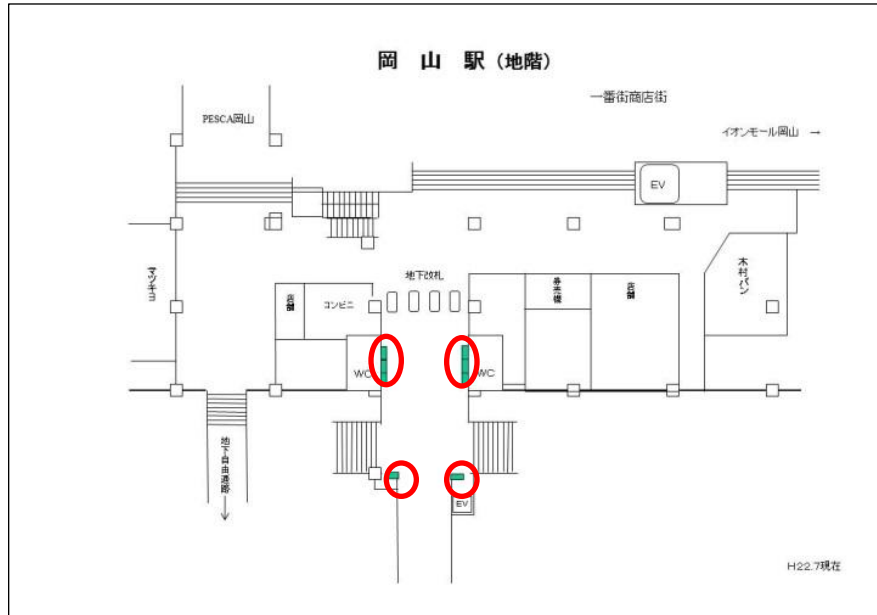 岡 山 駅（地階）
一番街商店街
PESCA岡山
イオンモール岡山 →
EV
マツキヨ
地下改札
木村パン
店舗
コンビニ
券売機
店舗
WC
WC
地下自由通路
EV
H22.7現在